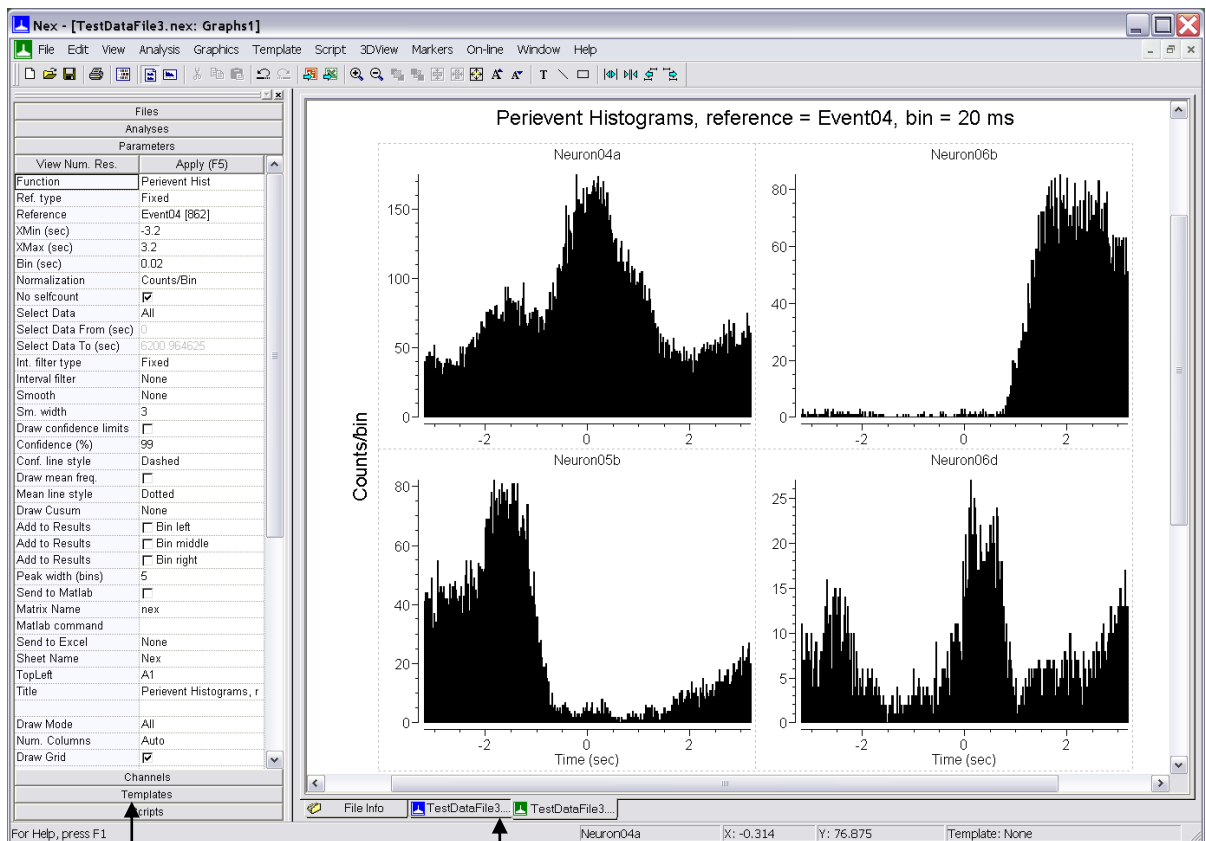 Nex - [TestDataFile3.nex: Graphs1]
File Edit View Analysis Graphics Template Script 3DView Markers On-line Window Help
Files
Analyses
Parameters
View Num. Res. Apply (F5)
Function Perievent Hist
Ref. type Fixed
Reference Event04 [862]
XMin (sec) -3.2
XMax (sec) 3.2
Bin (sec) 0.02
Normalization Counts/Bin
No selfcount
Select Data All
Select Data From (sec) 0
Select Data To (sec) 6200.964625
Int. filter type Fixed
Interval filter None
Smooth None
Sm. width 3
Draw confidence limits
Confidence (%) 99
Conf. line style Dashed
Draw mean freq.
Mean line style Dotted
Draw Cusum None
Add to Results Bin left
Add to Results Bin middle
Add to Results Bin right
Peak width (bins) 5
Send to Matlab
Matrix Name nex
Matlab command
Send to Excel None
Sheet Name Nex
TopLeft A1
Title Perievent Histograms, r
Draw Mode All
Num. Columns Auto
Draw Grid
Channels
Templates
cripts
Perievent Histograms, reference = Event04, bin = 20 ms
Counts/bin
Neuron04a
150
100
50
0
-2 0 2
Neuron06b
80
60
40
20
0
-2 0 2
Neuron05b
80
60
40
20
0
-2 0 2
Time (sec)
Neuron06d
25
20
15
10
5
0
-2 0 2
Time (sec)
File Info TestDataFile3.... TestDataFile3....
For Help, press F1 Neuron04a X: -0.314 Y: 76.875 Template: None